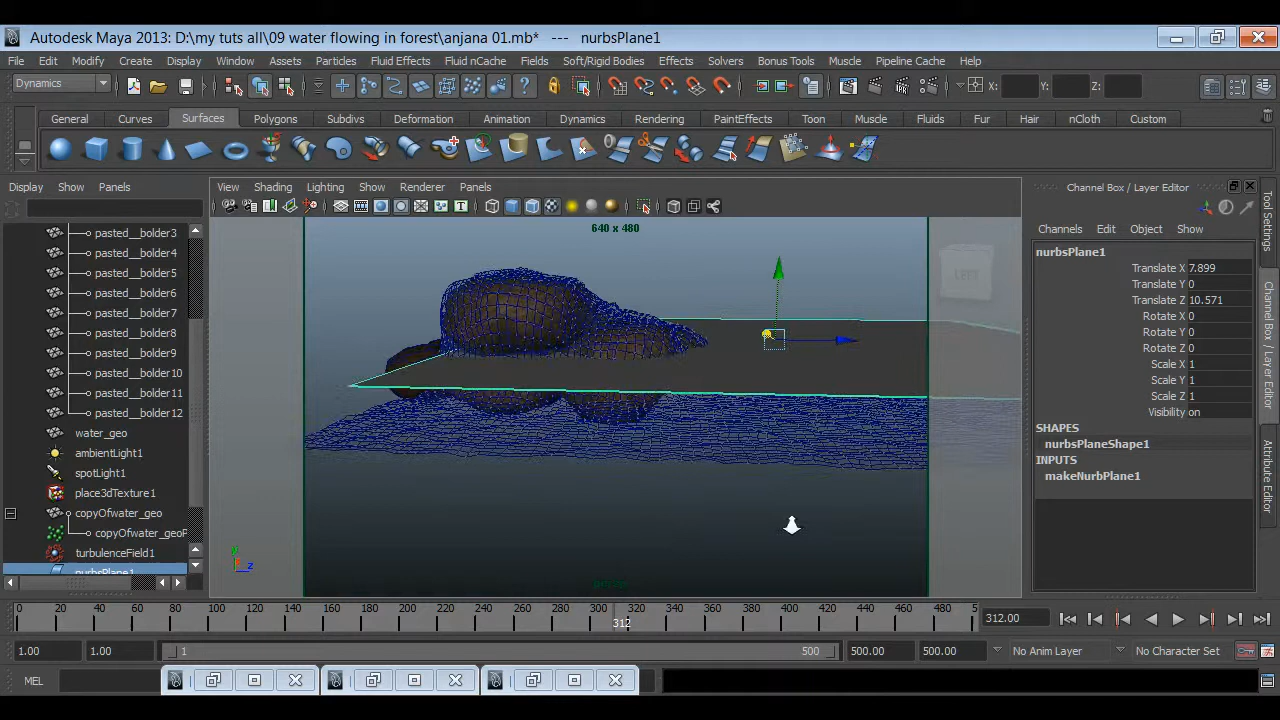 Autodesk Maya 2013: D:\my tuts all\09 water flowing in forest\anjana 01.mb* --- nurbsPlane1
File Edit Modify Create Display Window Assets Particles Fluid Effects Fluid nCache Fields Soft/Rigid Bodies Effects Solvers Bonus Tools Muscle Pipeline Cache Help
Dynamics X: Y: Z:
General Curves Surfaces Polygons Subdivs Deformation Animation Dynamics Rendering PaintEffects Toon Muscle Fluids Fur Hair nCloth Custom
Display Show Panels
View Shading Lighting Show Renderer Panels
Channel Box / Layer Editor
Channels Edit Object Show
640 x 480
LEFT
pasted__bolder3
pasted__bolder4
pasted__bolder5
pasted__bolder6
pasted__bolder7
pasted__bolder8
pasted__bolder9
pasted__bolder10
pasted__bolder11
pasted__bolder12
water_geo
ambientLight1
spotLight1
place3dTexture1
copyOfwater_geo
copyOfwater_geoP
turbulenceField1
nurbsPlane1
y
z
nurbsPlane1
Translate X 7.899
Translate Y 0
Translate Z 10.571
Rotate X 0
Rotate Y 0
Rotate Z 0
Scale X 1
Scale Y 1
Scale Z 1
Visibility on
SHAPES
nurbsPlaneShape1
INPUTS
makeNurbPlane1
Tool Settings
Channel Box / Layer Editor
Attribute Editor
0 20 40 60 80 100 120 140 160 180 200 220 240 260 280 300 320 340 360 380 400 420 440 460 480 5
312
312.00
1.00 1.00 1 500 500.00 500.00 No Anim Layer No Character Set
MEL